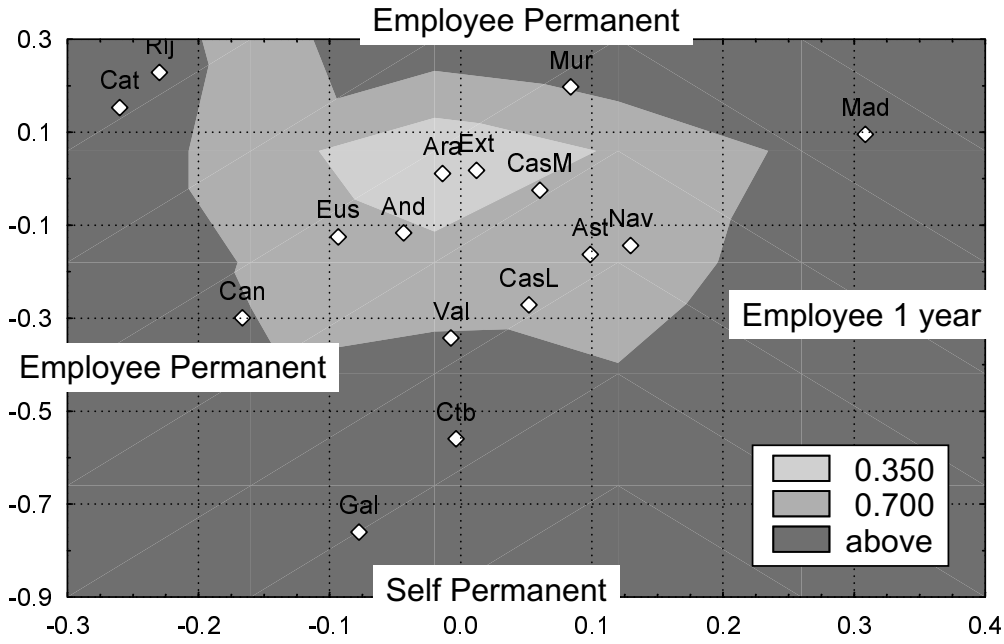 Employee Permanent
0.3
Rij
Cat
Mur
Mad
0.1
Ara
Ext
CasM
Eus
And
Nav
Ast
-0.1
Can
CasL
Val
-0.3
Employee 1 year
Employee Permanent
Ctb
-0.5
0.350
Gal
0.700
-0.7
above
Self Permanent
-0.9
-0.3 -0.2 -0.1 0.0 0.1 0.2 0.3 0.4